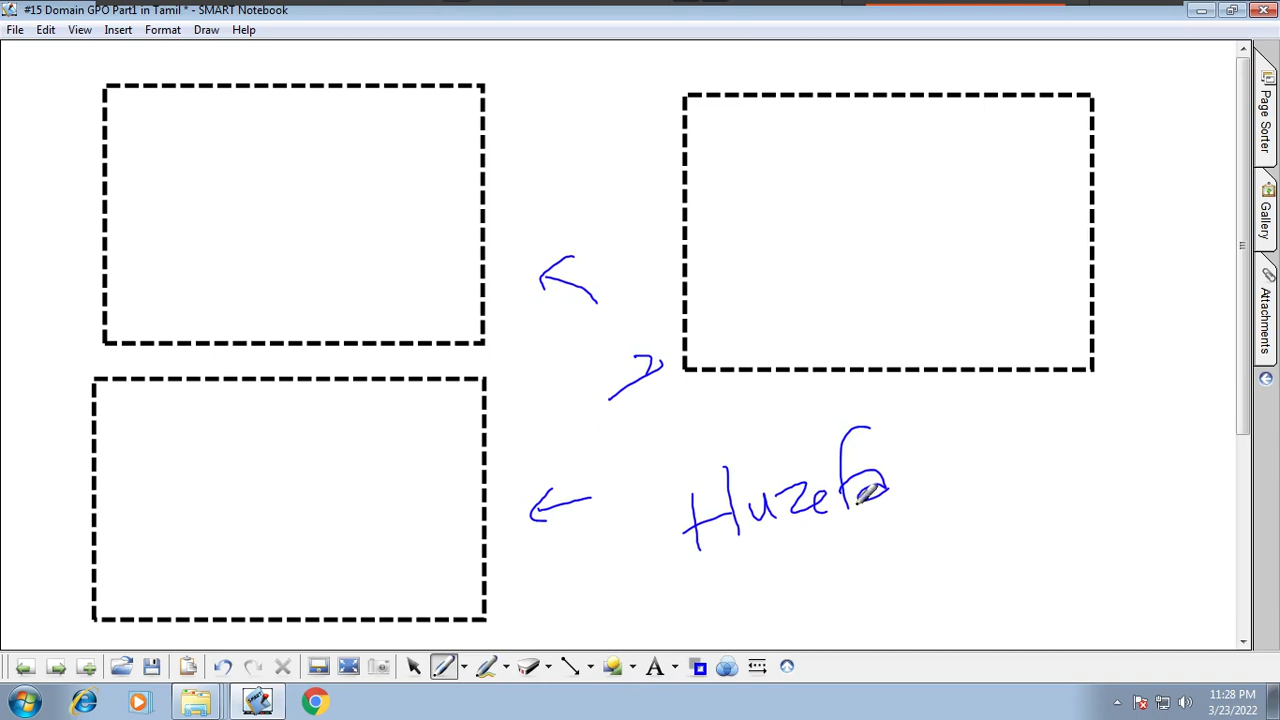 #15 Domain GPO Part1 in Tamil * - SMART Notebook
File Edit View Insert Format Draw Help
Page Sorter
Gallery
Attachments
Huzefa
A
11:28 PM
3/23/2022